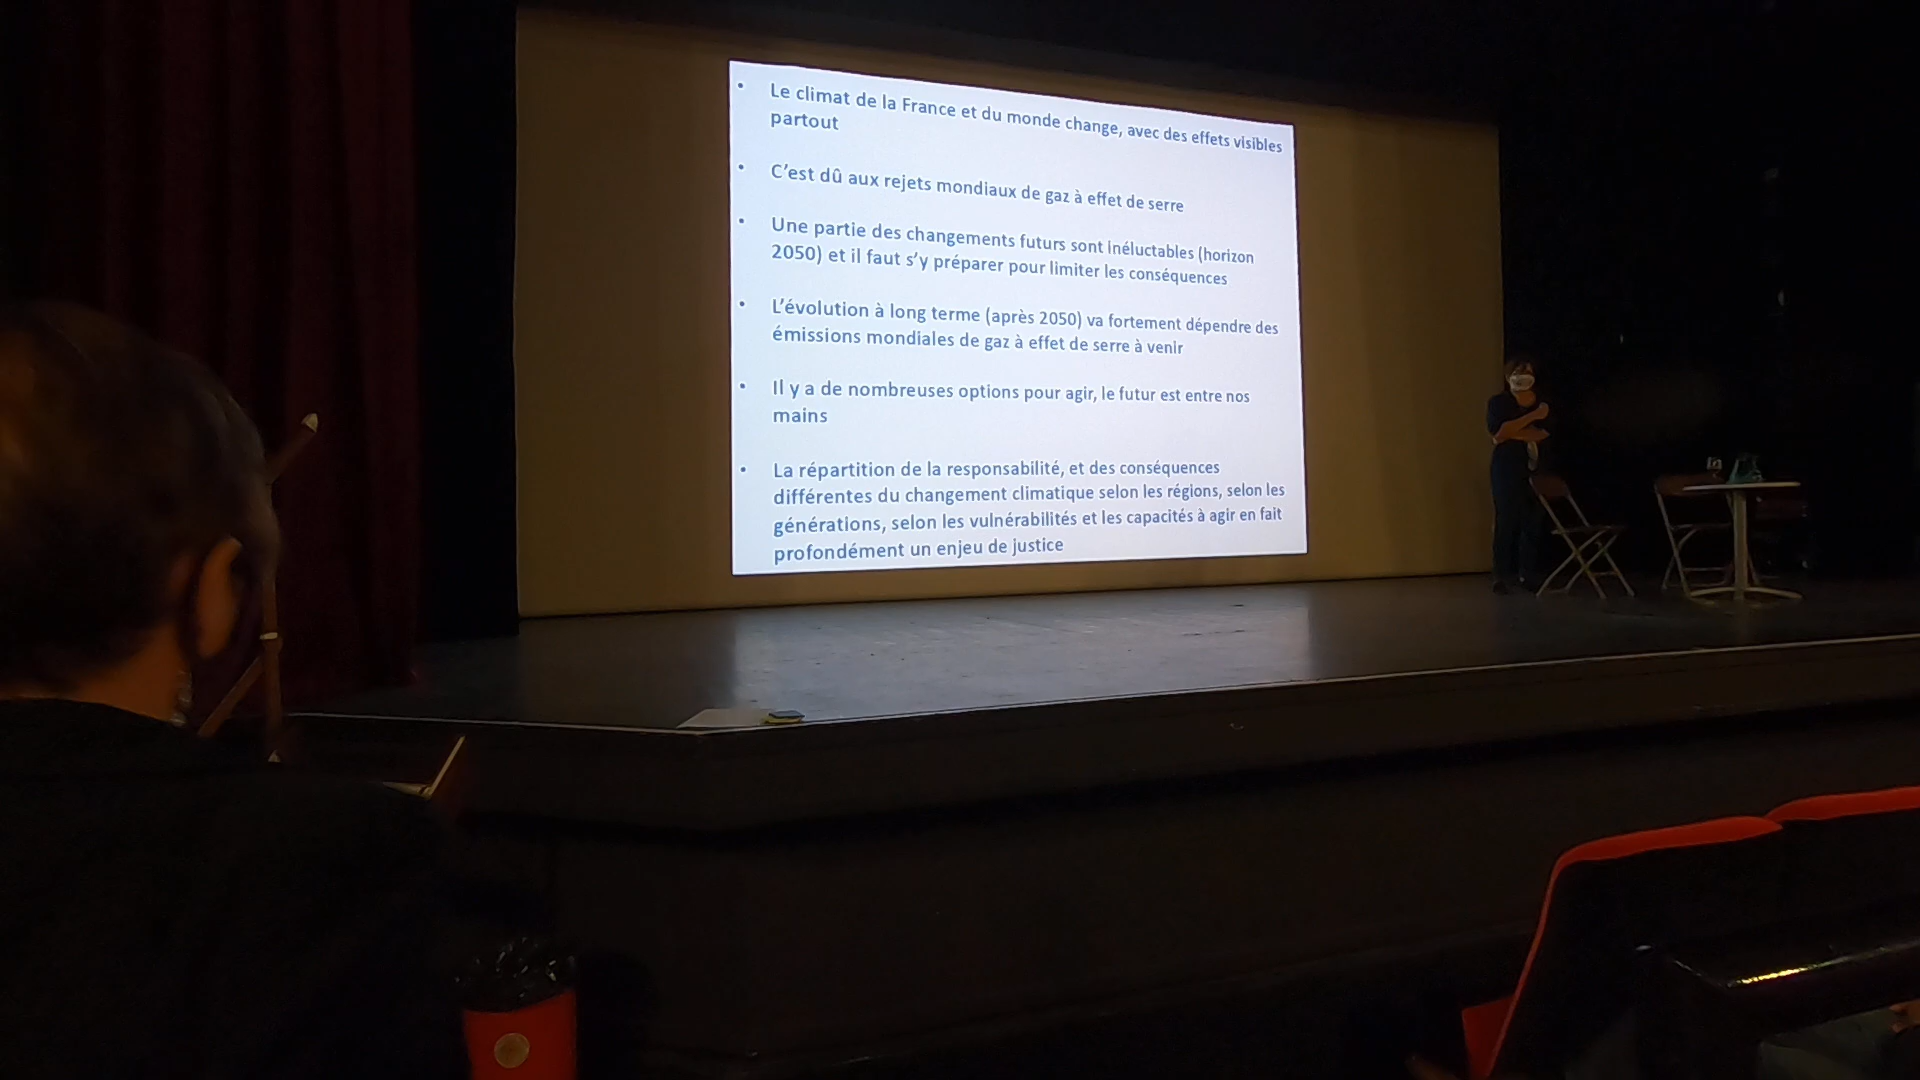 • Le climat de la France et du monde change, avec des effets visibles
partout
• C'est dû aux rejets mondiaux de gaz à effet de serre
• Une partie des changements futurs sont inéluctables (horizon
2050) et il faut s'y préparer pour limiter les conséquences
• L'évolution à long terme (après 2050) va fortement dépendre des
émissions mondiales de gaz à effet de serre à venir
• Il y a de nombreuses options pour agir, le futur est entre nos
mains
• La répartition de la responsabilité, et des conséquences
différentes du changement climatique selon les régions, selon les
générations, selon les vulnérabilités et les capacités à agir en fait
profondément un enjeu de justice